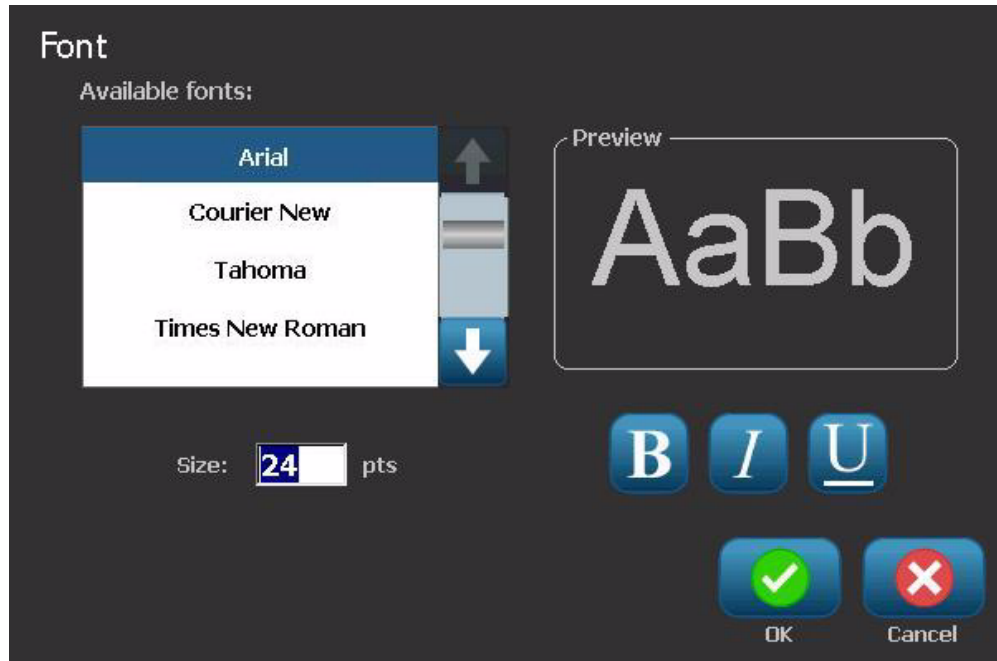 Font
Available fonts:
Arial
Courier New
Tahoma
Times New Roman
Preview
AaBb
Size: 24 pts
B I U
OK Cancel